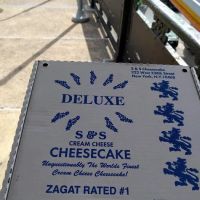 S & S Cheesecake
222 West 238th Street
New York, N.Y. 10463
DELUXE
S & S
CREAM CHEESE
CHEESECAKE
Unquestionably The Worlds Finest
Cream Cheese Cheesecake!
ZAGAT RATED #1